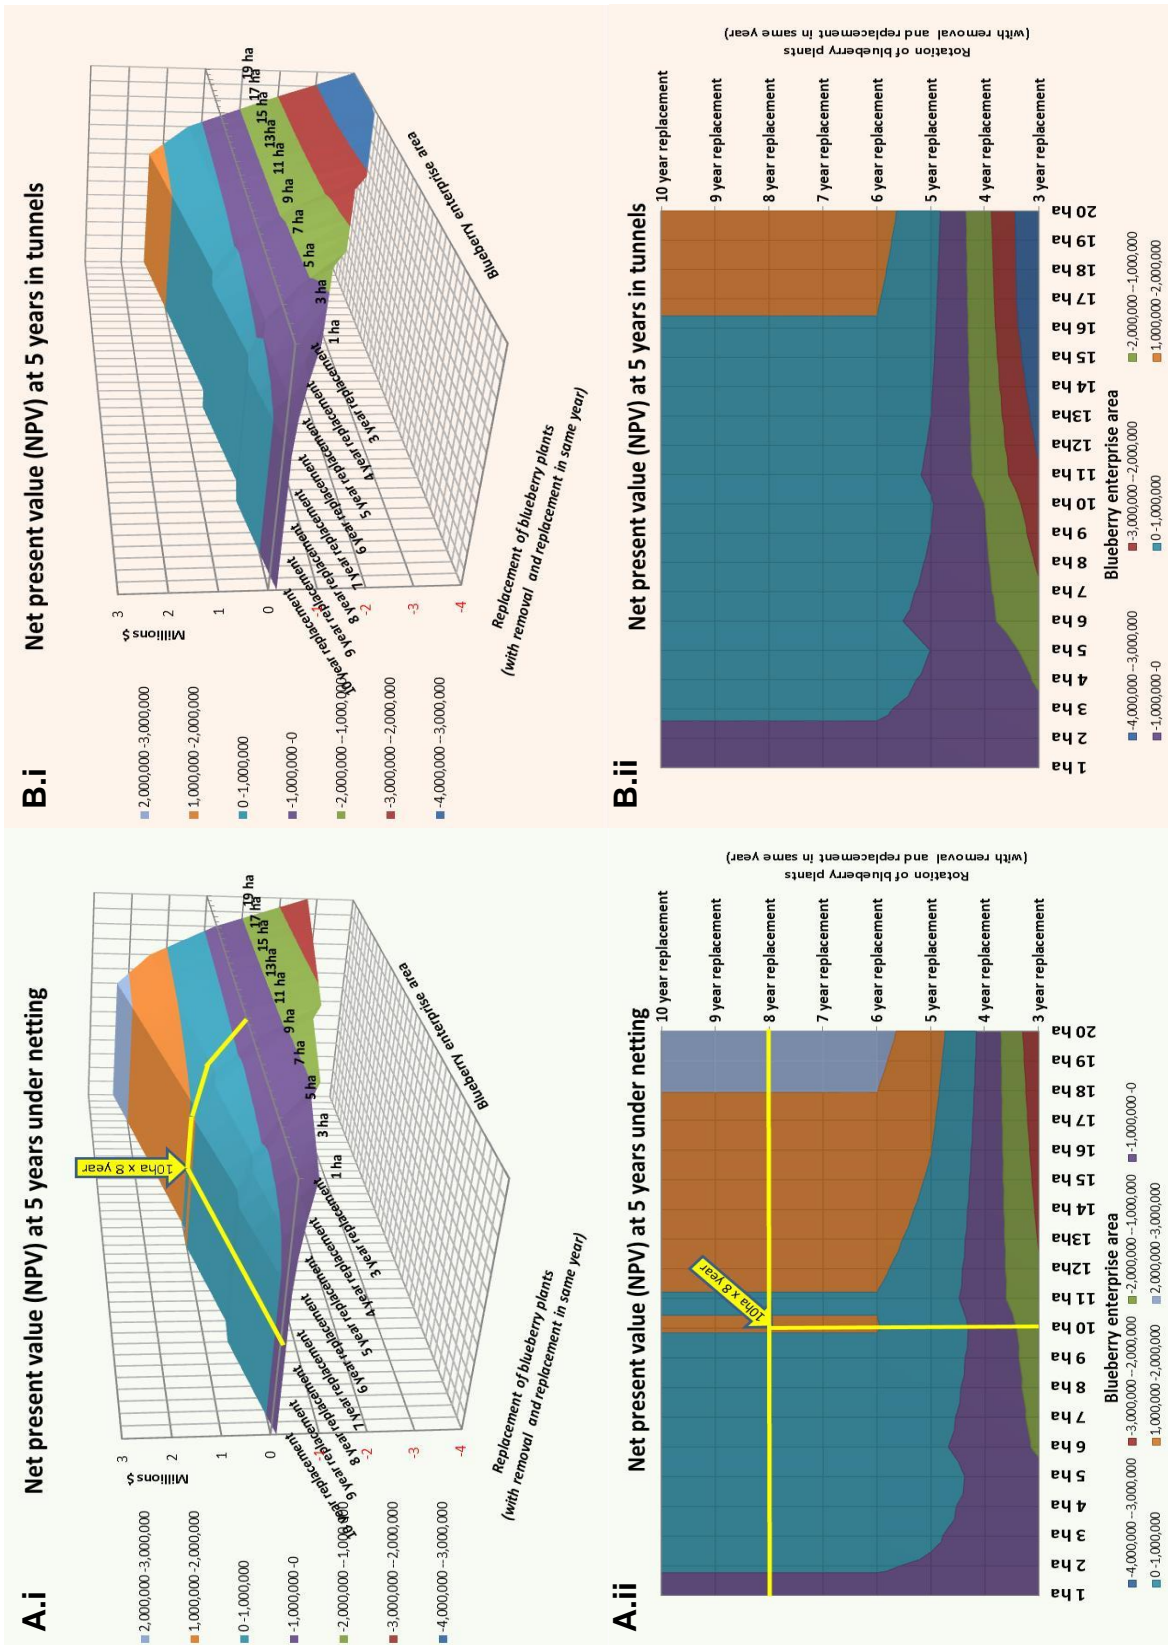 A.i
Net present value (NPV) at 5 years under netting
2,000,000-3,000,000
1,000,000-2,000,000
0-1,000,000
-1,000,000-0
-2,000,000--1,000,000
-3,000,000--2,000,000
-4,000,000--3,000,000
Millions $
3
2
1
0
-1
-2
-3
-4
10ha x 8 year
10 year replacement
9 year replacement
8 year replacement
7 year replacement
6 year replacement
5 year replacement
4 year replacement
3 year replacement
1 ha
3 ha
5 ha
7 ha
9 ha
11 ha
13ha
15 ha
17 ha
19 ha
Blueberry enterprise area
Replacement of blueberry plants
(with removal and replacement in same year)
B.i
Net present value (NPV) at 5 years in tunnels
2,000,000-3,000,000
1,000,000-2,000,000
0-1,000,000
-1,000,000-0
-2,000,000--1,000,000
-3,000,000--2,000,000
-4,000,000--3,000,000
Millions $
3
2
1
0
-1
-2
-3
-4
10 year replacement
9 year replacement
8 year replacement
7 year replacement
6 year replacement
5 year replacement
4 year replacement
3 year replacement
1 ha
3 ha
5 ha
7 ha
9 ha
11 ha
13ha
15 ha
17 ha
19 ha
Blueberry enterprise area
Replacement of blueberry plants
(with removal and replacement in same year)
A.ii
Net present value (NPV) at 5 years under netting
10ha x 8 year
10 year replacement
9 year replacement
8 year replacement
7 year replacement
6 year replacement
5 year replacement
4 year replacement
3 year replacement
Rotation of blueberry plants
(with removal and replacement in same year)
1 ha
2 ha
3 ha
4 ha
5 ha
6 ha
7 ha
8 ha
9 ha
10 ha
11 ha
12ha
13ha
14 ha
15 ha
16 ha
17 ha
18 ha
19 ha
20 ha
Blueberry enterprise area
-4,000,000--3,000,000
-3,000,000--2,000,000
-2,000,000--1,000,000
-1,000,000-0
0-1,000,000
1,000,000-2,000,000
2,000,000-3,000,000
B.ii
Net present value (NPV) at 5 years in tunnels
10 year replacement
9 year replacement
8 year replacement
7 year replacement
6 year replacement
5 year replacement
4 year replacement
3 year replacement
Rotation of blueberry plants
(with removal and replacement in same year)
1 ha
2 ha
3 ha
4 ha
5 ha
6 ha
7 ha
8 ha
9 ha
10 ha
11 ha
12ha
13ha
14 ha
15 ha
16 ha
17 ha
18 ha
19 ha
20 ha
Blueberry enterprise area
-4,000,000--3,000,000
-3,000,000--2,000,000
-2,000,000--1,000,000
-1,000,000-0
0-1,000,000
1,000,000-2,000,000